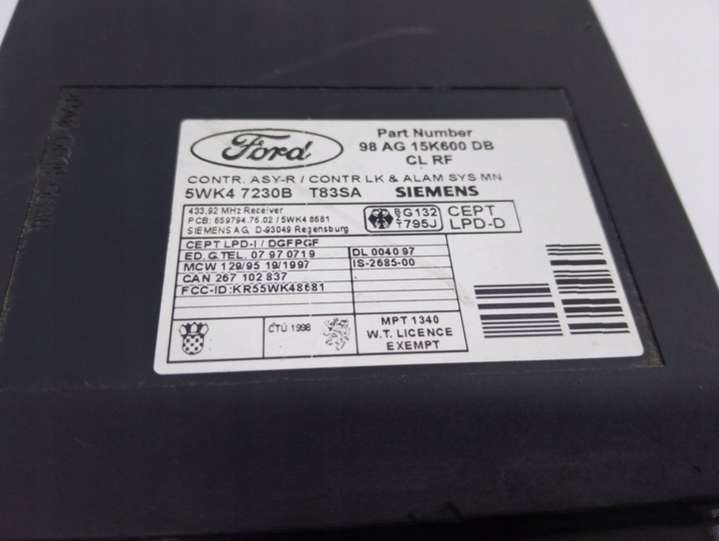 Ford
Part Number
98 AG 15K600 DB
CL RF
CONTR. ASY-R / CONTR LK & ALAM SYS MN
5WK4 7230B T83SA SIEMENS
433,92 MHz Receiver
PCB: 659794.75.02 / 5WK4 8681
SIEMENS AG, D-93049 Regensburg
G132
795J
CEPT
LPD-D
CEPT LPD-I / DGFPGF
ED.G.TEL. 07 97 0719
MCW 129/95 19/1997
CAN 267 102 837
FCC-ID:KR55WK48681
DL 004097
IS-2685-00
ČTÚ 1998
MPT 1340
W.T. LICENCE
EXEMPT